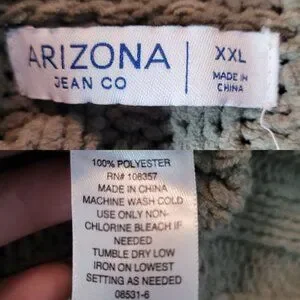 ARIZONA
JEAN CO
XXL
MADE IN
CHINA
100% POLYESTER
RN# 106357
MADE IN CHINA
MACHINE WASH COLD
USE ONLY NON-
CHLORINE BLEACH IF
NEEDED
TUMBLE DRY LOW
IRON ON LOWEST
SETTING AS NEEDED
08531-6